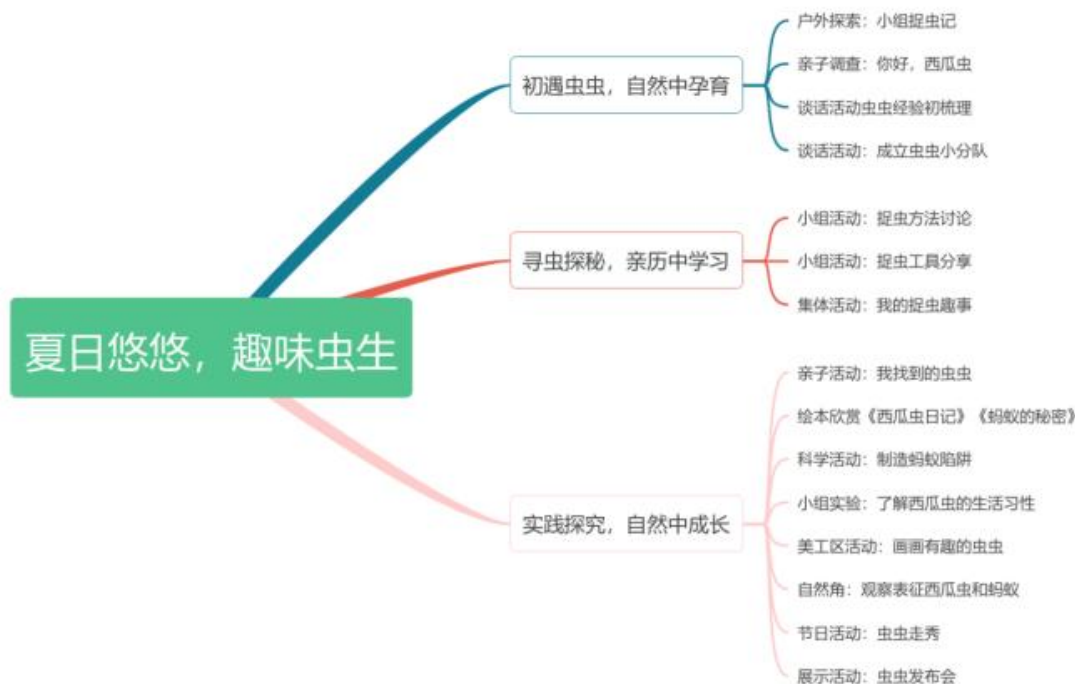 夏日悠悠，趣味虫生
初遇虫虫，自然中孕育
户外探索：小组捉虫记
亲子调查：你好，西瓜虫
谈话活动虫虫经验初梳理
谈话活动：成立虫虫小分队
寻虫探秘，亲历中学习
小组活动：捉虫方法讨论
小组活动：捉虫工具分享
集体活动：我的捉虫趣事
实践探究，自然中成长
亲子活动：我找到的虫虫
绘本欣赏《西瓜虫日记》《蚂蚁的秘密》
科学活动：制造蚂蚁陷阱
小组实验：了解西瓜虫的生活习性
美工区活动：画画有趣的虫虫
自然角：观察表征西瓜虫和蚂蚁
节日活动：虫虫走秀
展示活动：虫虫发布会